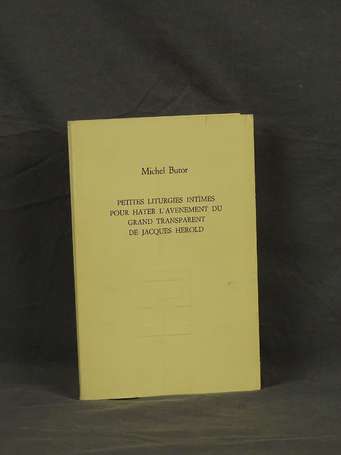 Michel Butor
PETITES LITURGIES INTIMES
POUR HATER L'AVENEMENT DU
GRAND TRANSPARENT
DE JACQUES HEROLD